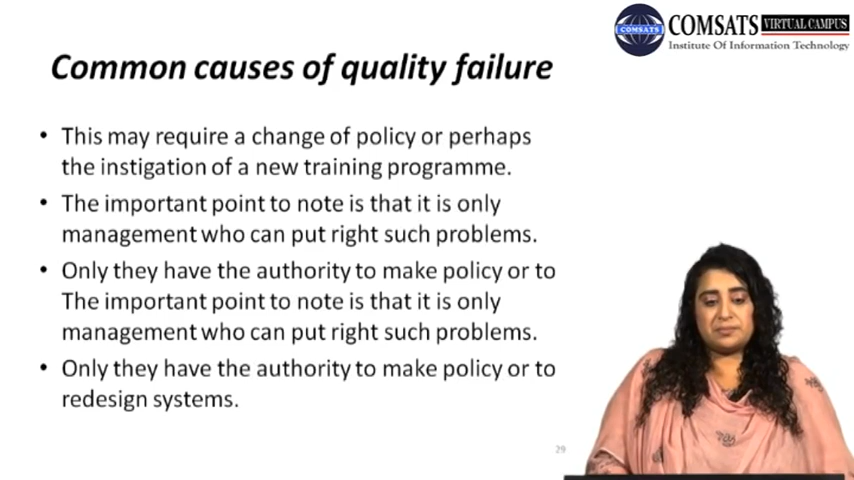 COMSATS VIRTUAL CAMPUS
COMSATS
Institute Of Information Technology
Common causes of quality failure
• This may require a change of policy or perhaps
the instigation of a new training programme.
• The important point to note is that it is only
management who can put right such problems.
• Only they have the authority to make policy or to
The important point to note is that it is only
management who can put right such problems.
• Only they have the authority to make policy or to
redesign systems.
29